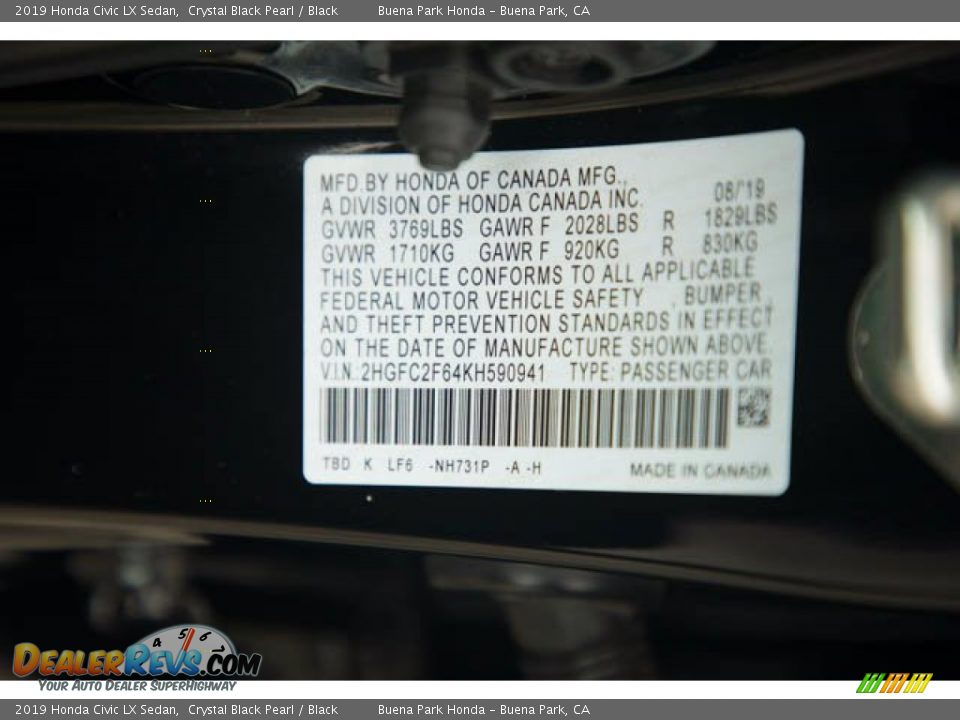 2019 Honda Civic LX Sedan, Crystal Black Pearl / Black Buena Park Honda – Buena Park, CA
MFD.BY HONDA OF CANADA MFG.,
A DIVISION OF HONDA CANADA INC. 08/19
GVWR 3769LBS GAWR F 2028LBS R 1829LBS
GVWR 1710KG GAWR F 920KG R 830KG
THIS VEHICLE CONFORMS TO ALL APPLICABLE
FEDERAL MOTOR VEHICLE SAFETY , BUMPER ,
AND THEFT PREVENTION STANDARDS IN EFFECT
ON THE DATE OF MANUFACTURE SHOWN ABOVE.
V.I.N. 2HGFC2F64KH590941 TYPE: PASSENGER CAR
TBD K LF6 -NH731P -A -H MADE IN CANADA
4 5 6
DEALERREVS.COM
YOUR AUTO DEALER SUPERHIGHWAY
2019 Honda Civic LX Sedan, Crystal Black Pearl / Black Buena Park Honda – Buena Park, CA